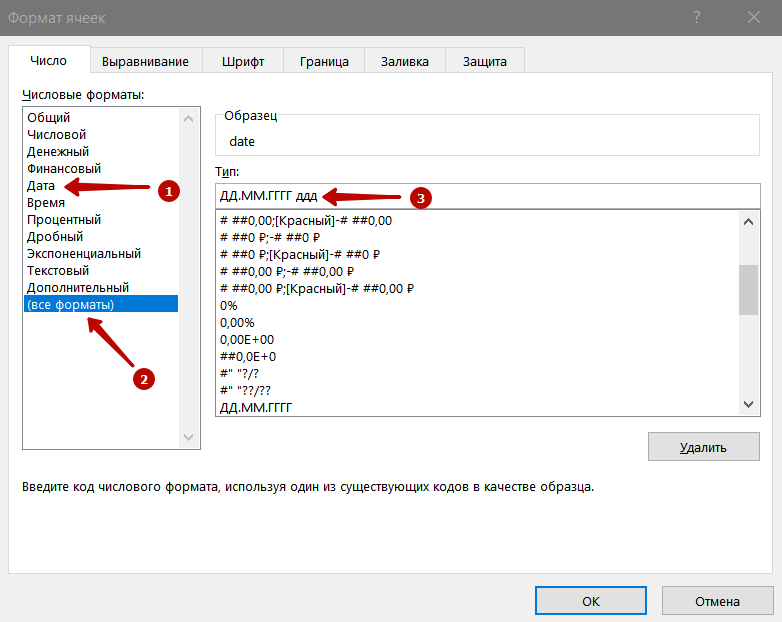 Формат ячеек
?
Число Выравнивание Шрифт Граница Заливка Защита
Числовые форматы:
Общий
Числовой
Денежный
Финансовый
Дата
Время
Процентный
Дробный
Экспоненциальный
Текстовый
Дополнительный
(все форматы)
1
2
Образец
date
Тип:
ДД.ММ.ГГГГ ддд
3
# ##0,00;[Красный]-# ##0,00
# ##0 ₽;-# ##0 ₽
# ##0 ₽;[Красный]-# ##0 ₽
# ##0,00 ₽;-# ##0,00 ₽
# ##0,00 ₽;[Красный]-# ##0,00 ₽
0%
0,00%
0,00E+00
##0,0E+0
#" "?/?
#" "??/??
ДД.ММ.ГГГГ
Удалить
Введите код числового формата, используя один из существующих кодов в качестве образца.
ОК
Отмена